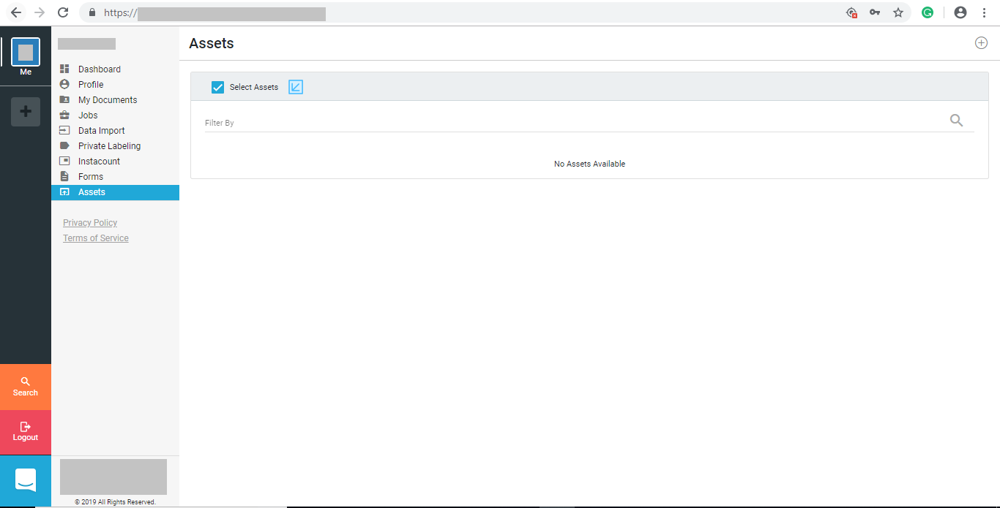 https://
Me
Dashboard
Profile
My Documents
Jobs
Data Import
Private Labeling
Instacount
Forms
Assets
Privacy Policy
Terms of Service
Search
Logout
© 2019 All Rights Reserved.
Assets
Select Assets
Filter By
No Assets Available